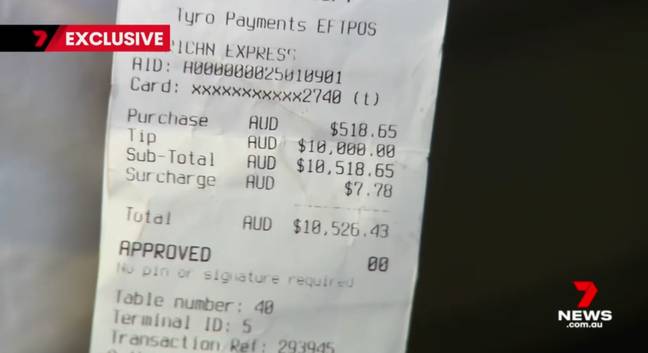 7 EXCLUSIVE
Tyro Payments EFTPOS
RICAN EXPRESS
AID: A000000025010901
Card: xxxxxxxxxxx2740 (t)
Purchase AUD $518.65
Tip AUD $10,000.00
Sub-Total AUD $10,518.65
Surcharge AUD $7.78
Total AUD $10,526.43
APPROVED 00
No pin or signature required
Table number: 40
Terminal ID: 5
Transaction Ref: 293945
7
NEWS
.com.au